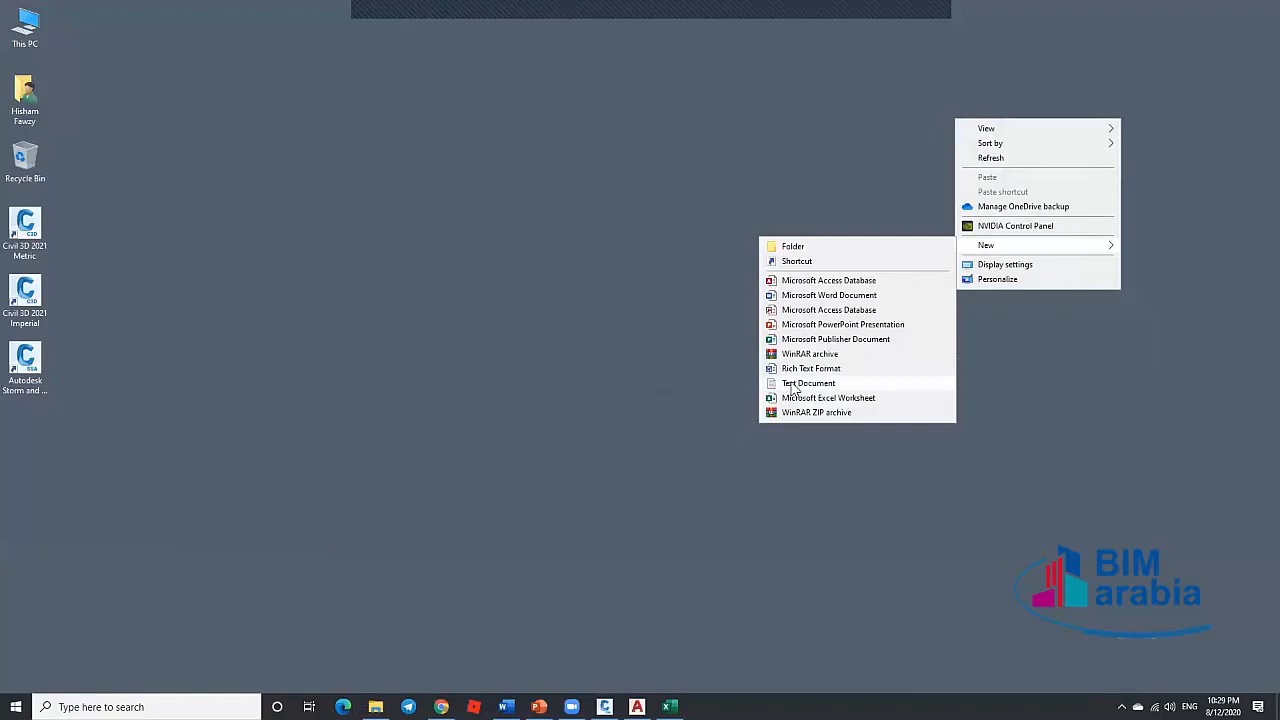 This PC
Hisham
Fawzy
Recycle Bin
Civil 3D 2021
Metric
Civil 3D 2021
Imperial
Autodesk
Storm and ...
View
Sort by
Refresh
Paste
Paste shortcut
Manage OneDrive backup
NVIDIA Control Panel
New
Display settings
Personalize
Folder
Shortcut
Microsoft Access Database
Microsoft Word Document
Microsoft Access Database
Microsoft PowerPoint Presentation
Microsoft Publisher Document
WinRAR archive
Rich Text Format
Text Document
Microsoft Excel Worksheet
WinRAR ZIP archive
BIM
arabia
Type here to search
ENG
10:29 PM
8/12/2020